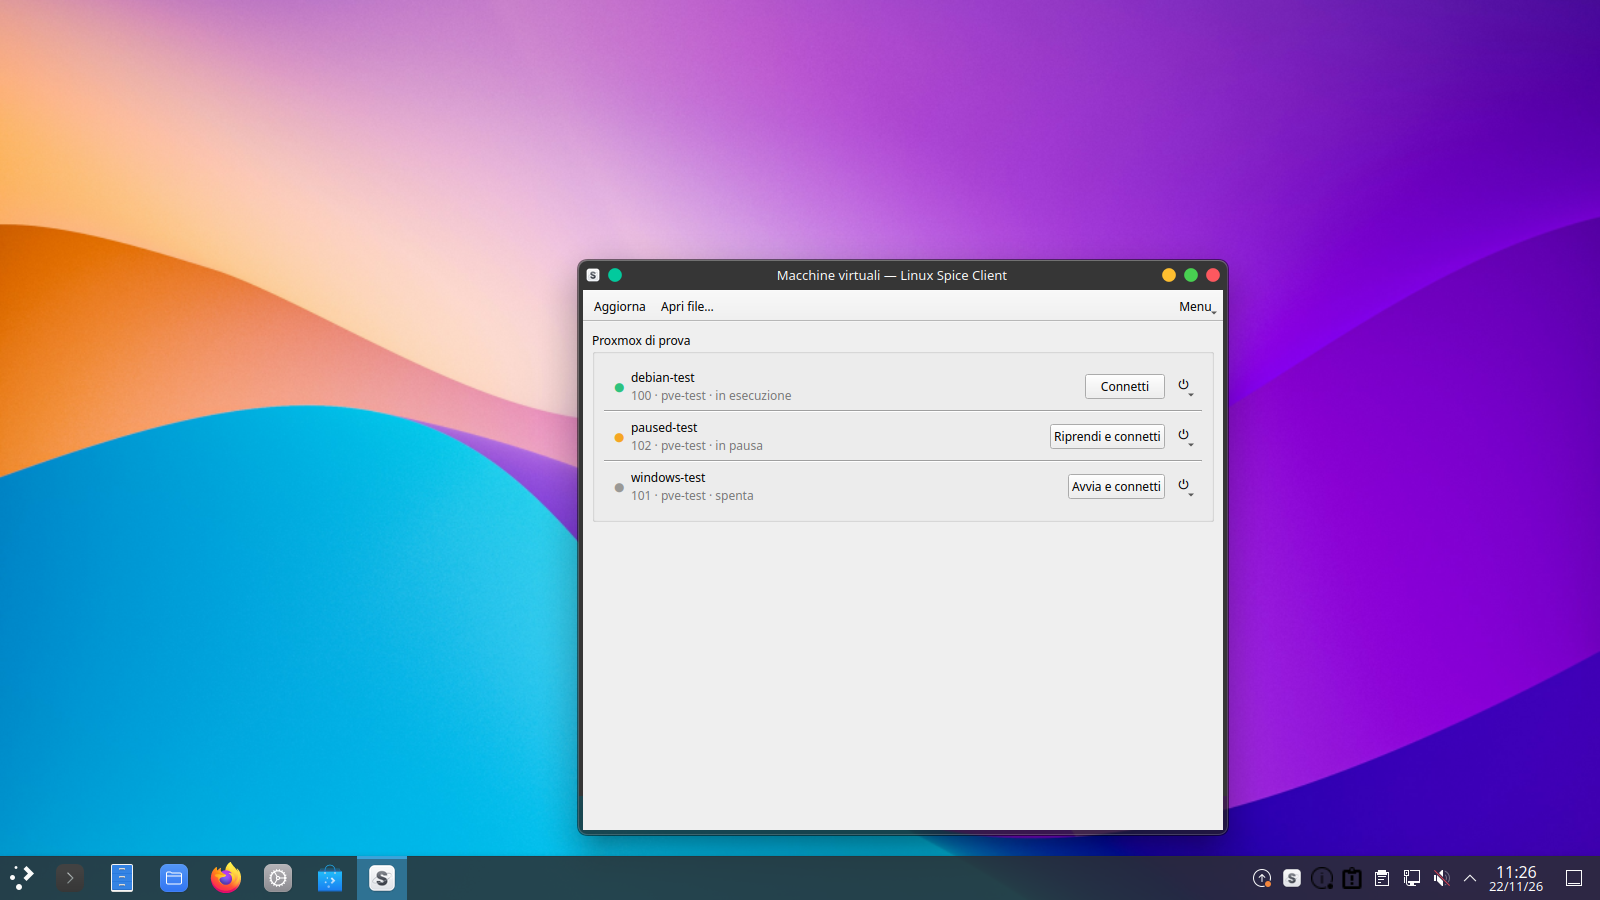 Macchine virtuali — Linux Spice Client
Aggiorna Apri file... Menu
Proxmox di prova
debian-test
100 · pve-test · in esecuzione
Connetti
paused-test
102 · pve-test · in pausa
Riprendi e connetti
windows-test
101 · pve-test · spenta
Avvia e connetti
11:26
22/11/26